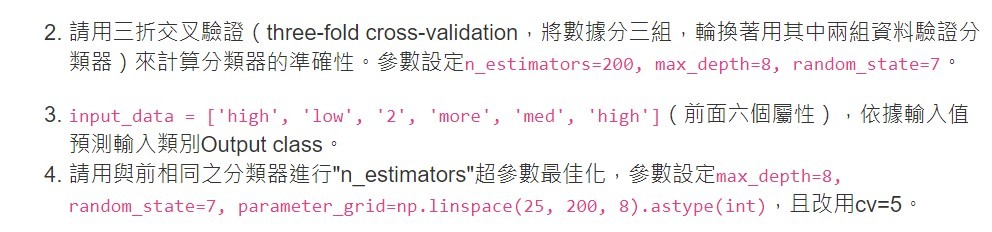 2. 請用三折交叉驗證（three-fold cross-validation，將數據分三組，輪換著用其中兩組資料驗證分
類器）來計算分類器的準確性。參數設定n_estimators=200, max_depth=8, random_state=7。
3. input_data = ['high', 'low', '2', 'more', 'med', 'high']（前面六個屬性），依據輸入值
預測輸入類別Output class。
4. 請用與前相同之分類器進行"n_estimators"超參數最佳化，參數設定max_depth=8,
random_state=7, parameter_grid=np.linspace(25, 200, 8).astype(int)，且改用cv=5。